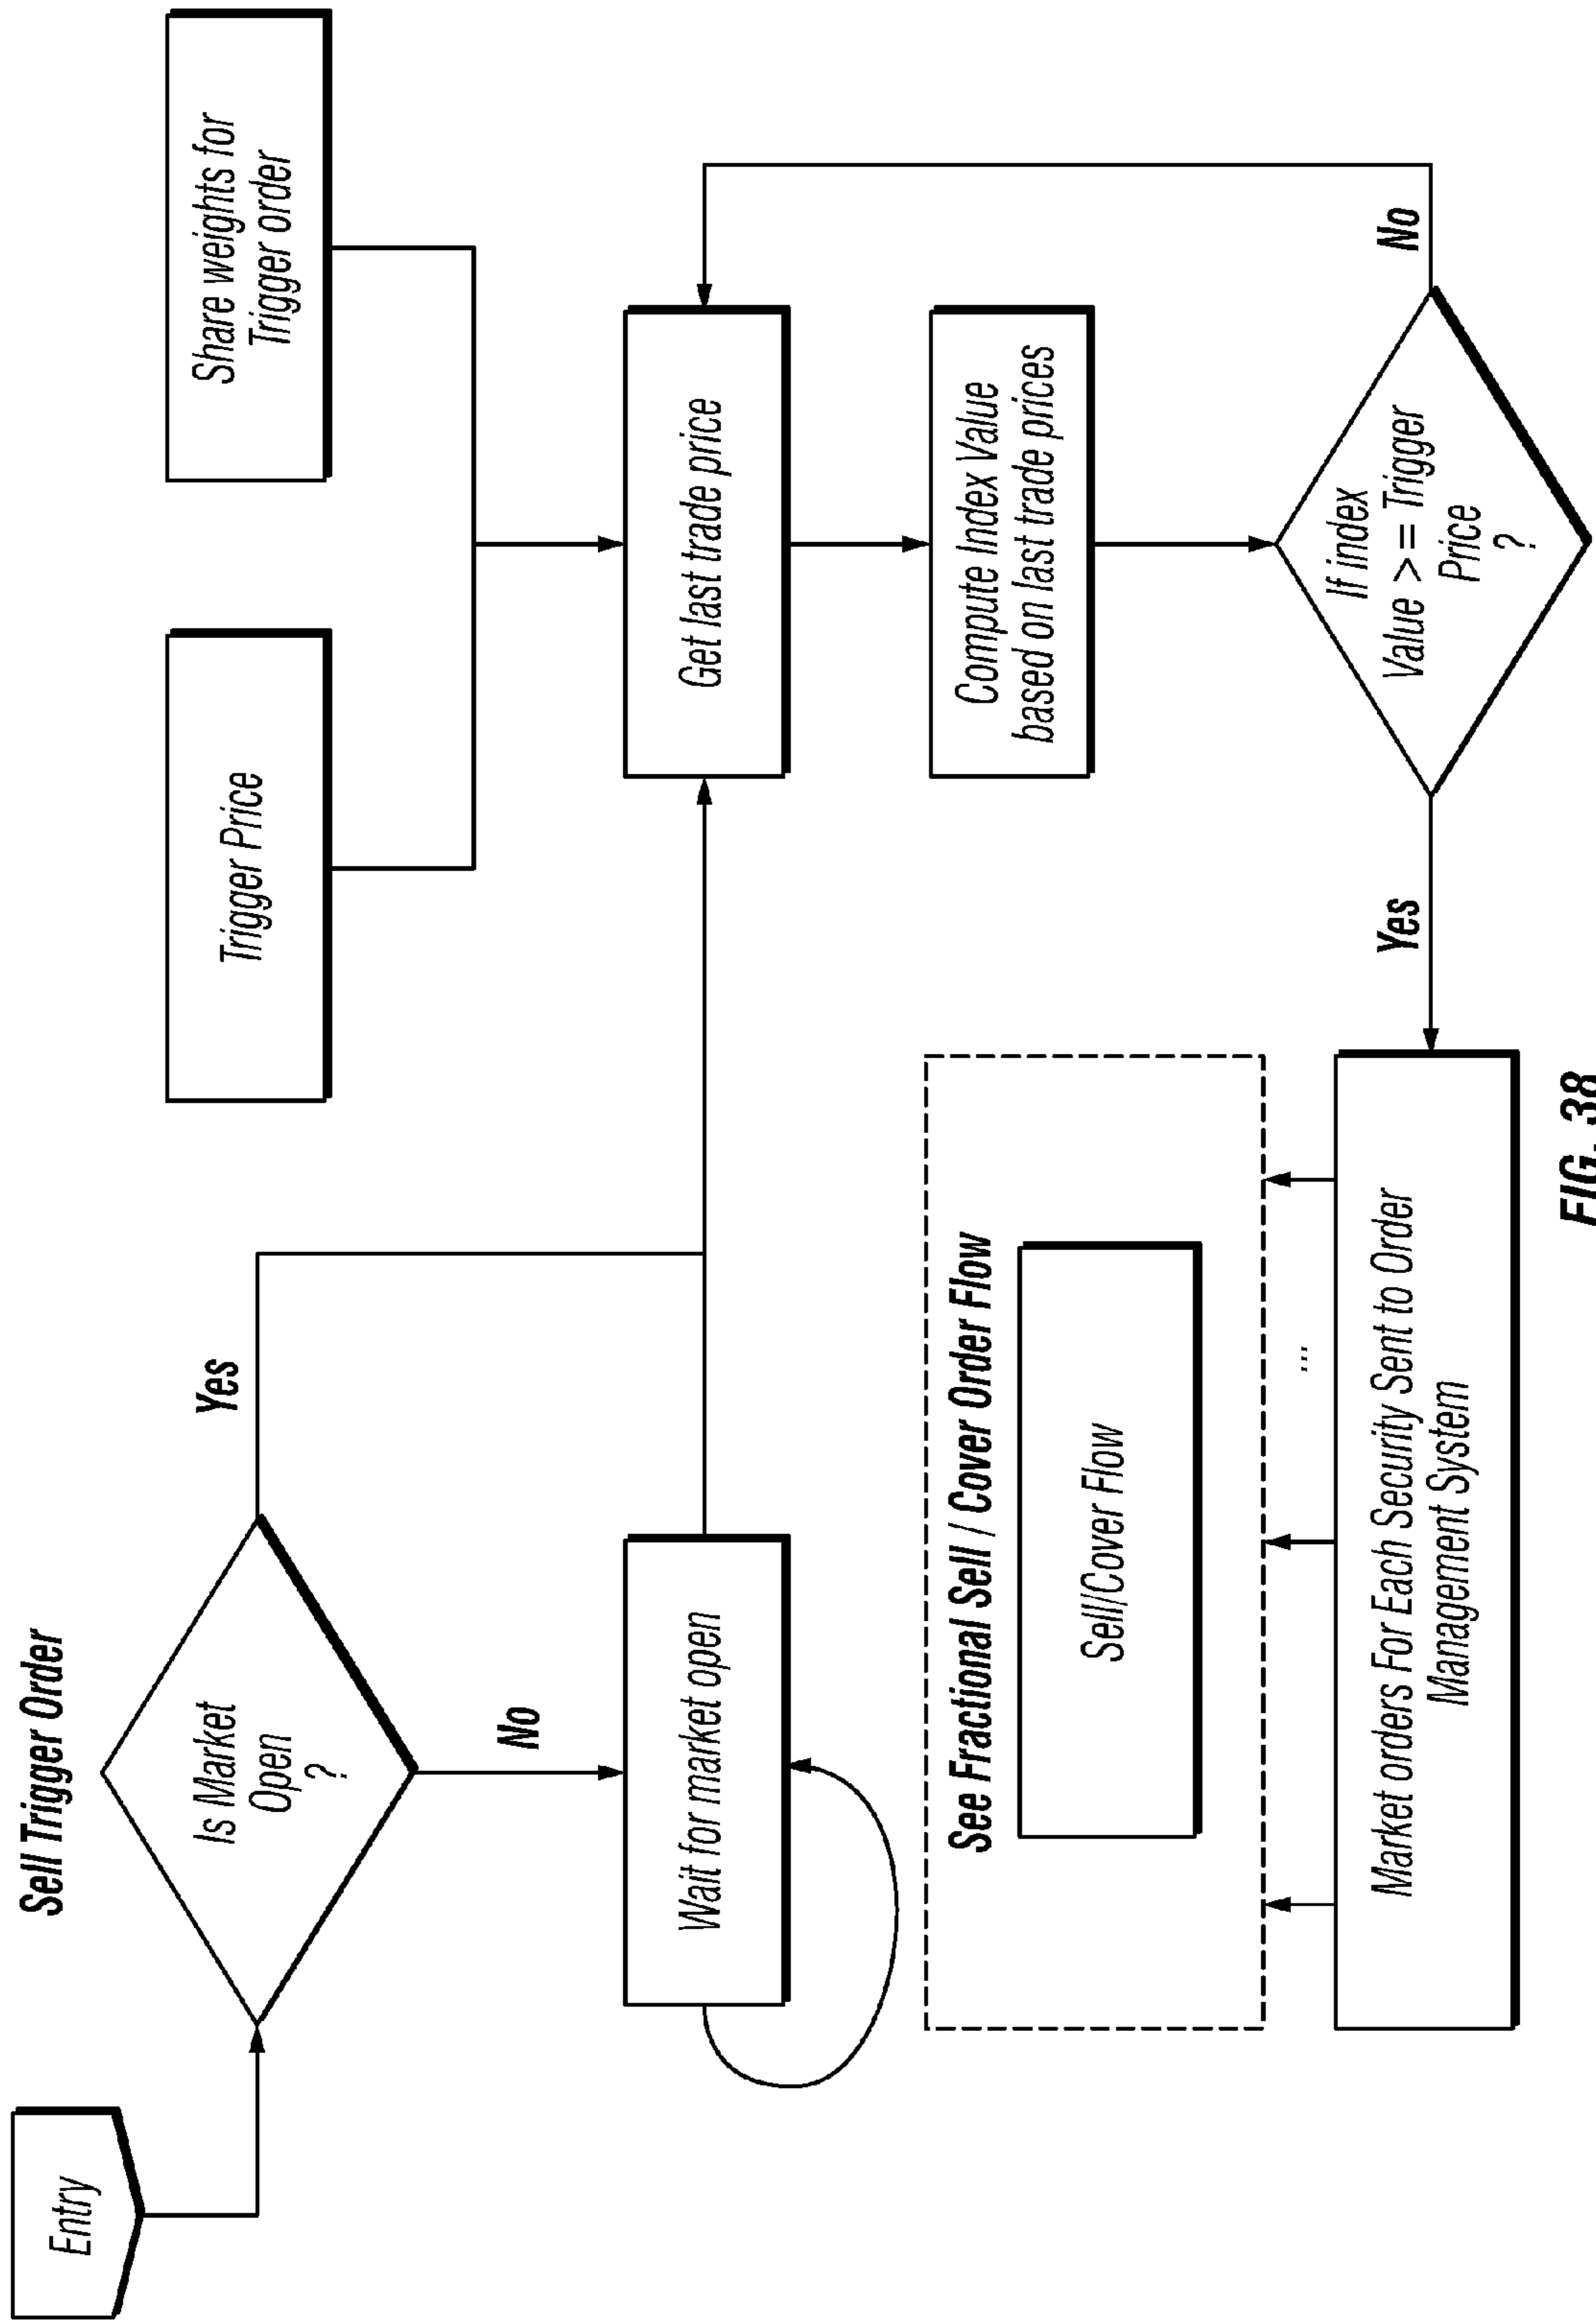 Sell Trigger Order
Entry
Is Market
Open
?
Yes
No
Wait for market open
Trigger Price
Share weights for
Trigger order
Get last trade price
Compute Index Value
based on last trade prices
If index
Value > = Trigger
Price
?
No
Yes
See Fractional Sell / Cover Order Flow
Sell/Cover Flow
...
Market orders For Each Security Sent to Order
Management System
FIG. 38